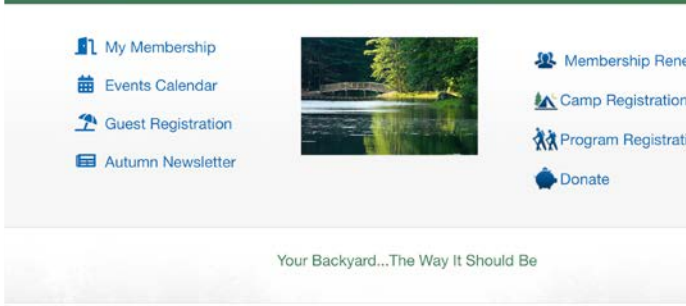 My Membership
Events Calendar
Guest Registration
Autumn Newsletter
Membership Rene
Camp Registration
Program Registrati
Donate
Your Backyard...The Way It Should Be